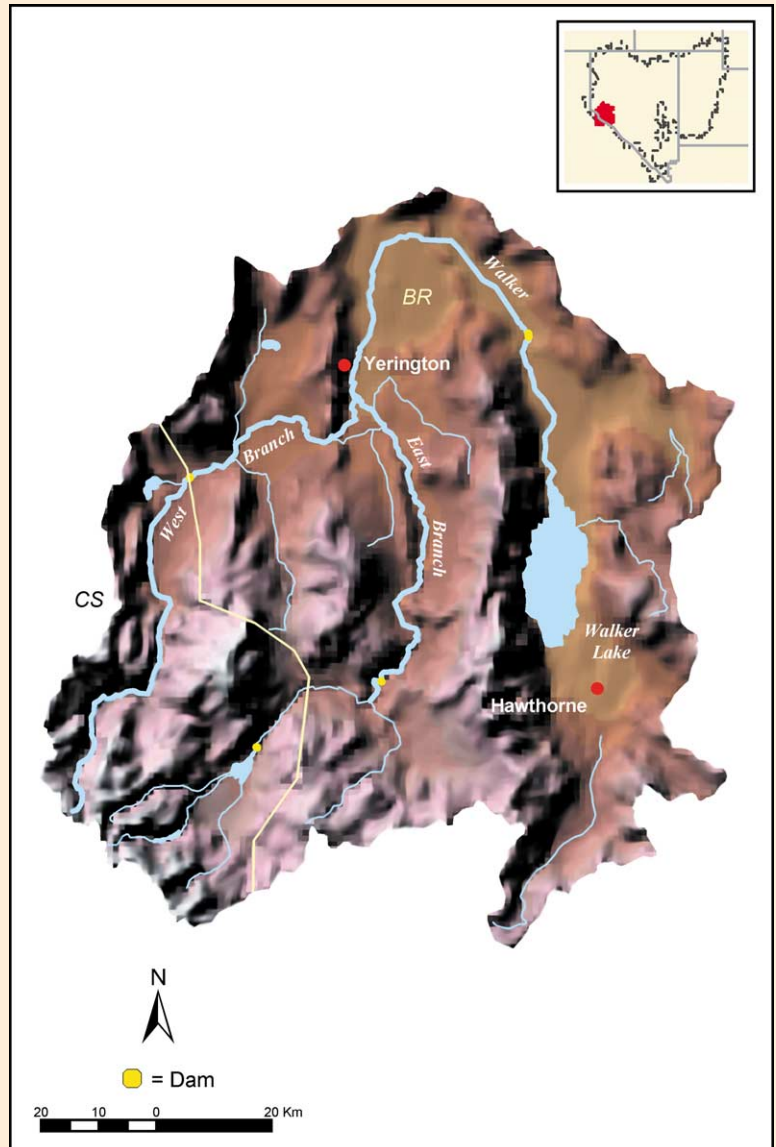 Walker
BR
Yerington
Branch
East
West
Branch
CS
Walker
Lake
Hawthorne
N
= Dam
20 10 0 20 Km